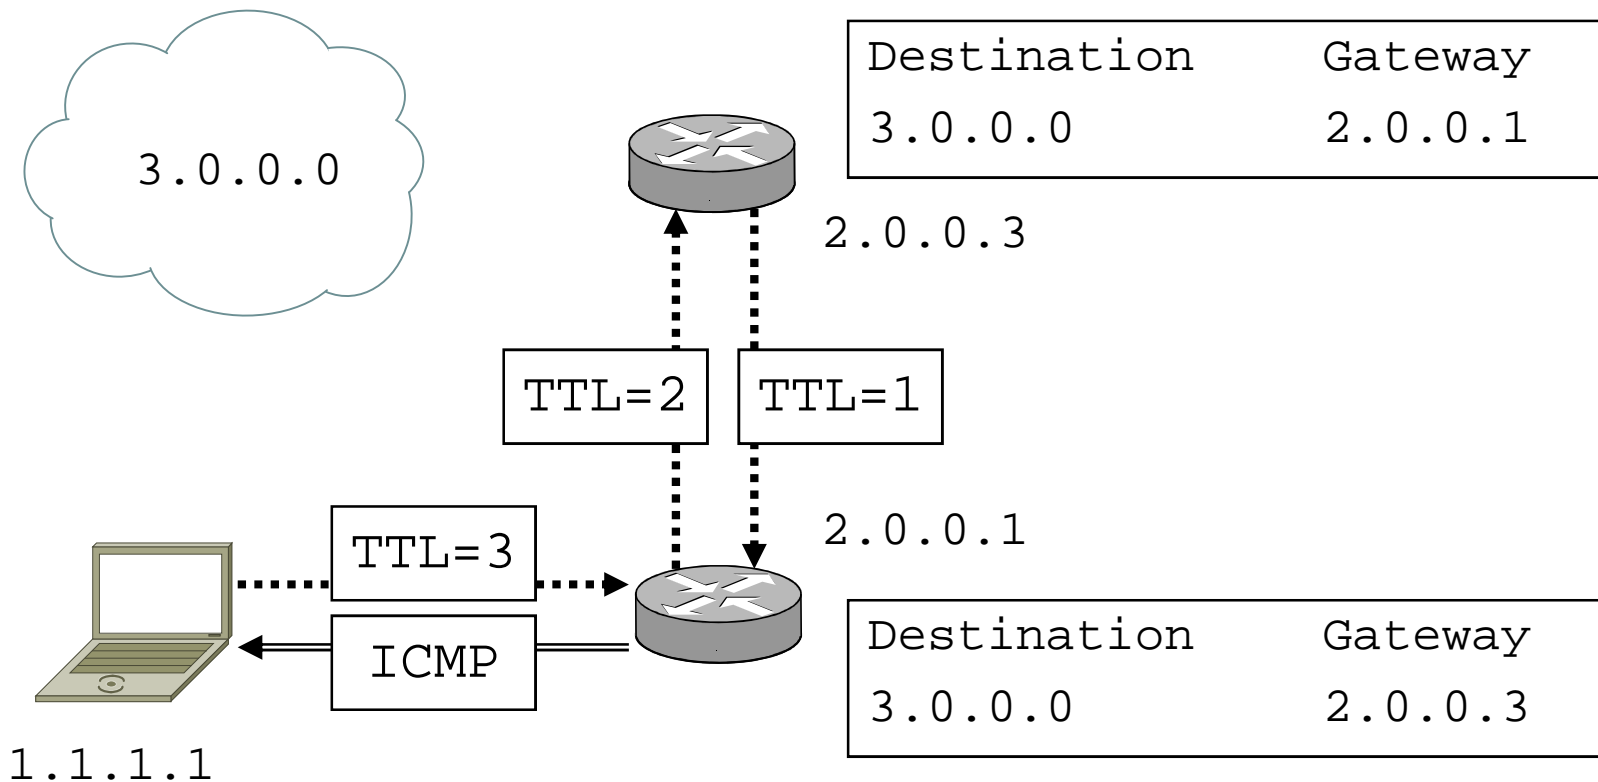 Destination Gateway
3.0.0.0 2.0.0.1
3.0.0.0
2.0.0.3
TTL=2 TTL=1
2.0.0.1
TTL=3
Destination Gateway
ICMP
3.0.0.0 2.0.0.3
1.1.1.1